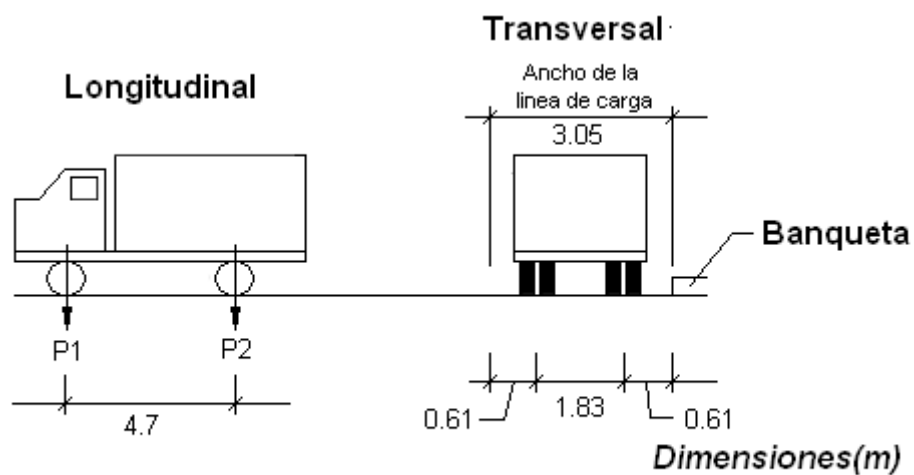 Transversal
Longitudinal
Ancho de la
linea de carga
3.05
Banqueta
P1
P2
4.7
0.61
1.83
0.61
Dimensiones(m)